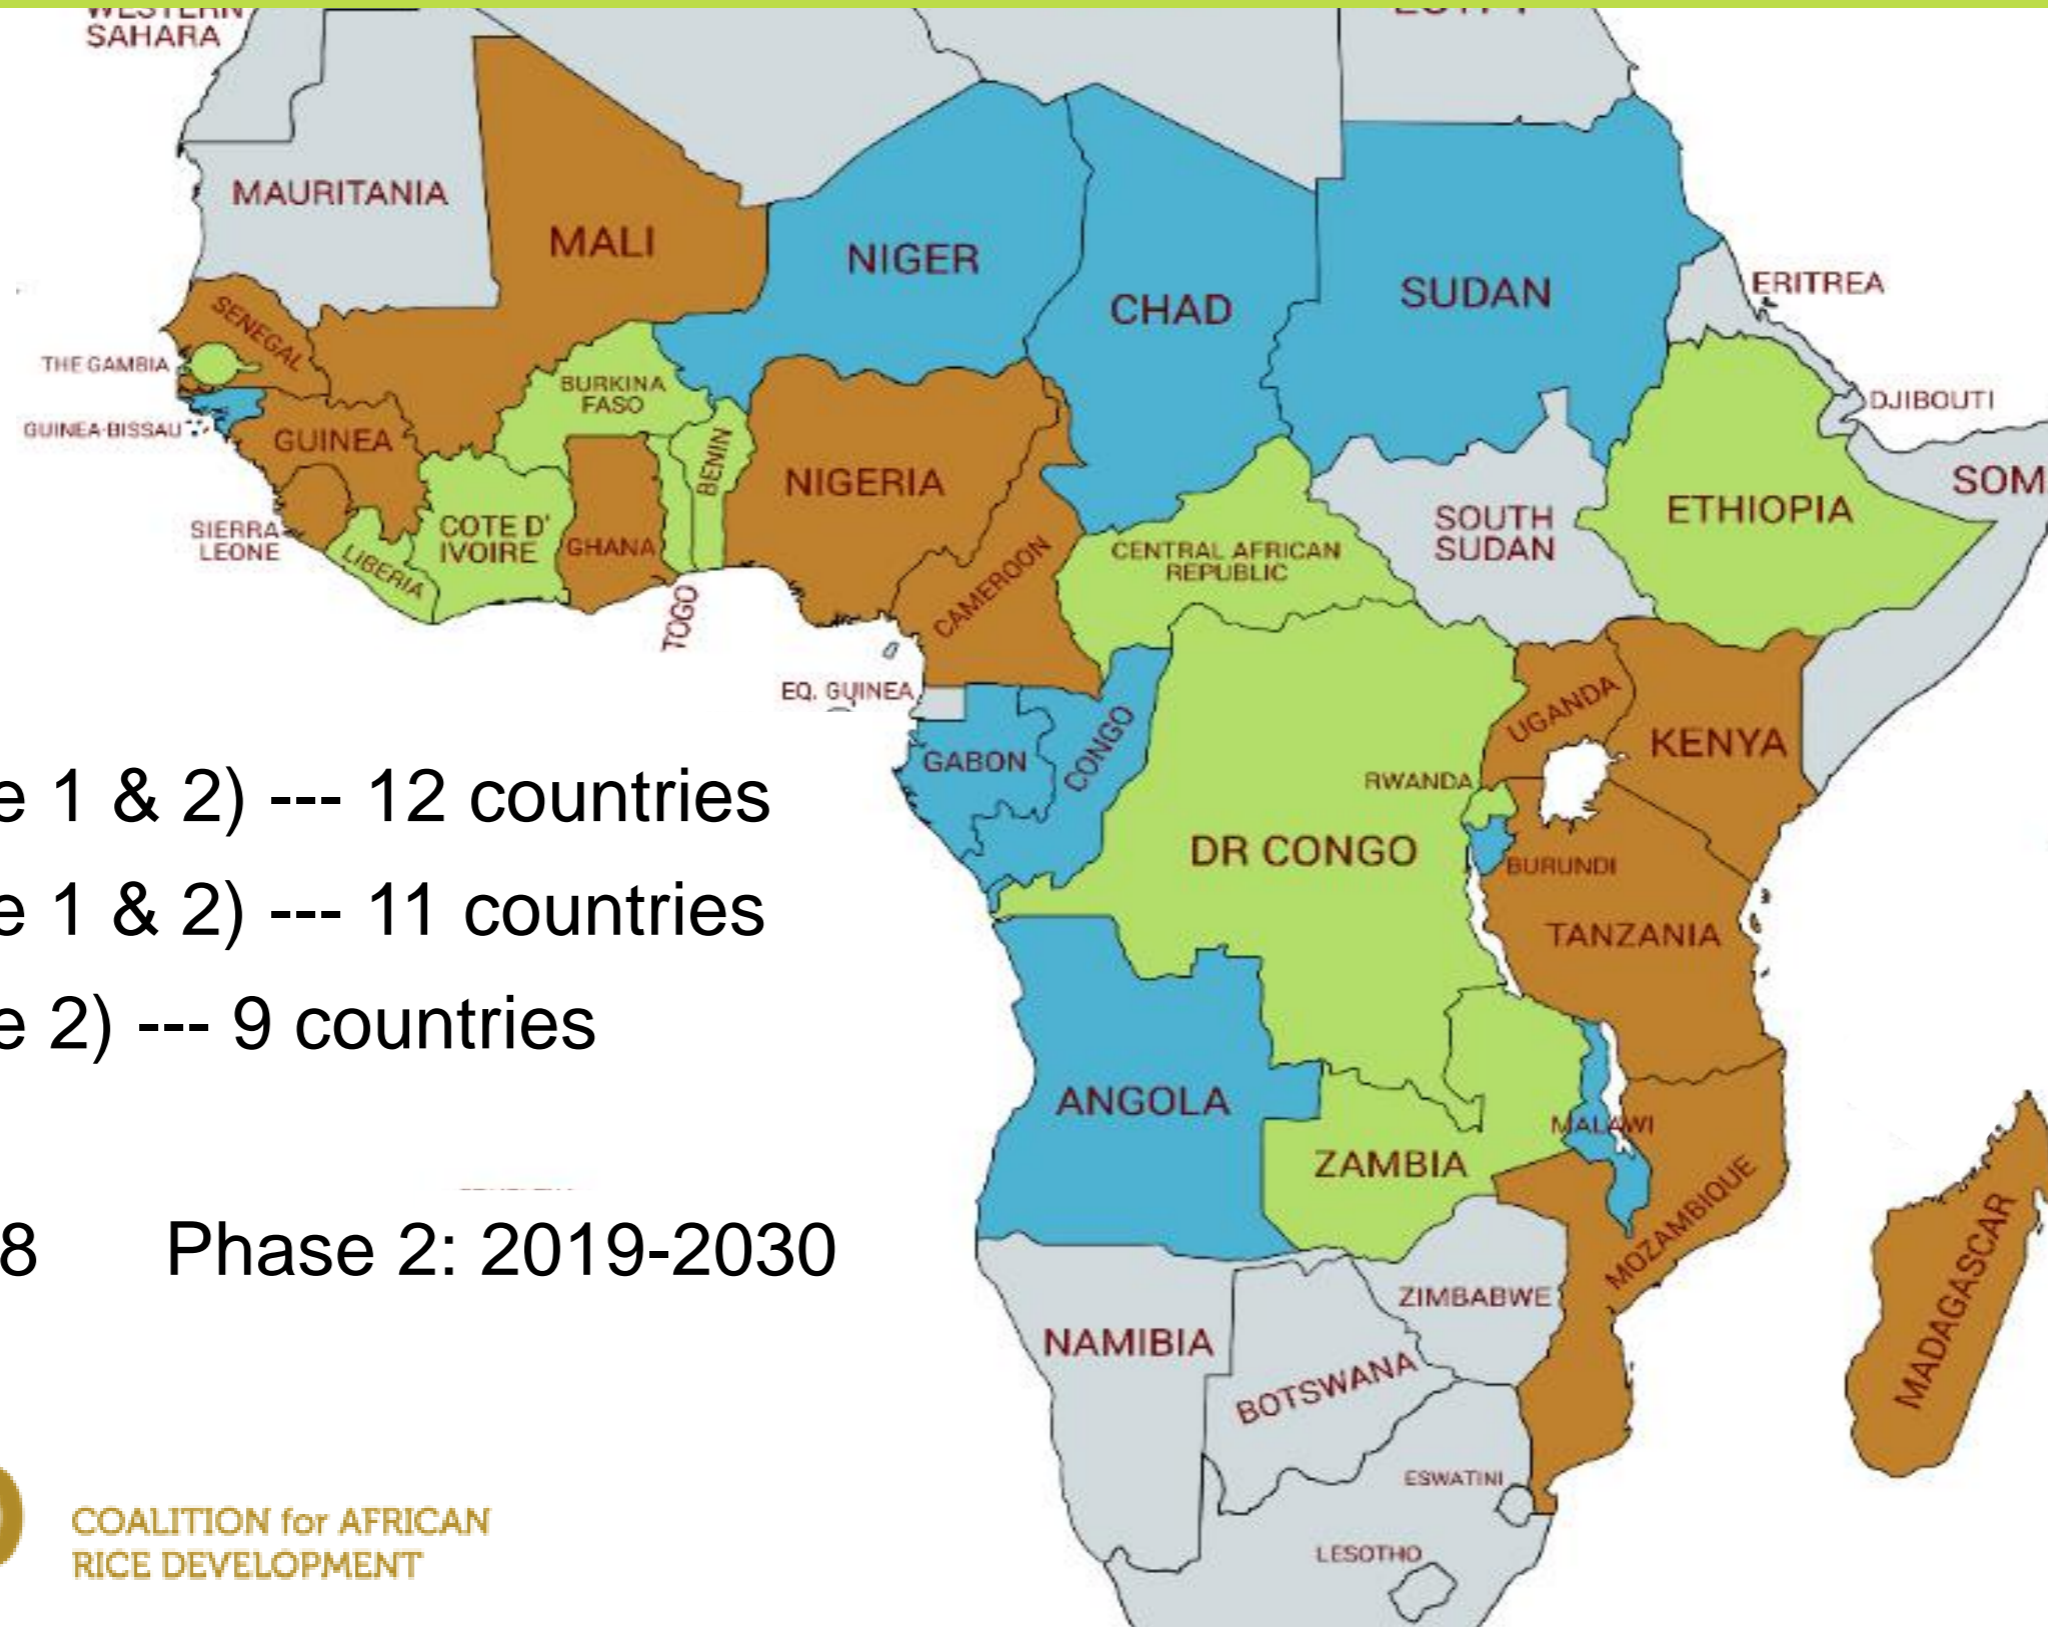 WESTERN
SAHARA
MAURITANIA
MALI
NIGER
CHAD
SUDAN
ERITREA
SENEGAL
THE GAMBIA
BURKINA
FASO
DJIBOUTI
GUINEA-BISSAU
GUINEA
BENIN
NIGERIA
SOM
ETHIOPIA
SOUTH
SUDAN
SIERRA
LEONE
LIBERIA
COTE D'
IVOIRE
GHANA
CENTRAL AFRICAN
REPUBLIC
CAMEROON
TOGO
EQ. GUINEA
UGANDA
KENYA
GABON
CONGO
RWANDA
e 1 & 2) --- 12 countries
DR CONGO
BURUNDI
e 1 & 2) --- 11 countries
TANZANIA
e 2) --- 9 countries
ANGOLA
MALAWI
ZAMBIA
MOZAMBIQUE
8 Phase 2: 2019-2030
MADAGASCAR
ZIMBABWE
NAMIBIA
BOTSWANA
ESWATINI
LESOTHO
COALITION for AFRICAN
RICE DEVELOPMENT